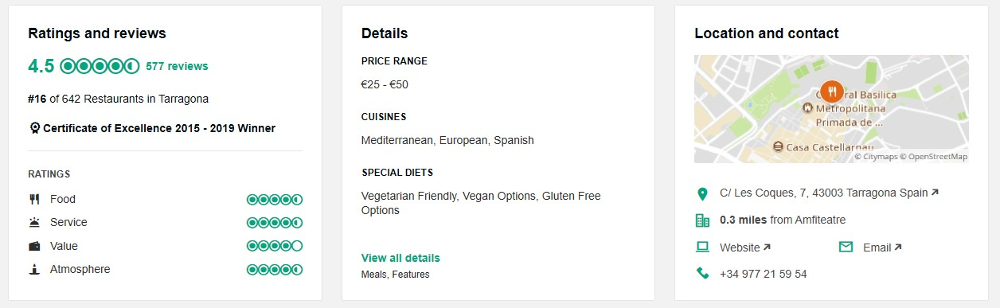 Ratings and reviews
4.5 577 reviews
#16 of 642 Restaurants in Tarragona
Certificate of Excellence 2015 - 2019 Winner
RATINGS
Food
Service
Value
Atmosphere
Details
PRICE RANGE
€25 - €50
CUISINES
Mediterranean, European, Spanish
SPECIAL DIETS
Vegetarian Friendly, Vegan Options, Gluten Free
Options
View all details
Meals, Features
Location and contact
ral Basilica
Metropolitana
Primada de ...
Casa Castellarnau
© Citymaps © OpenStreetMap
C/ Les Coques, 7, 43003 Tarragona Spain
0.3 miles from Amfiteatre
Website Email
+34 977 21 59 54